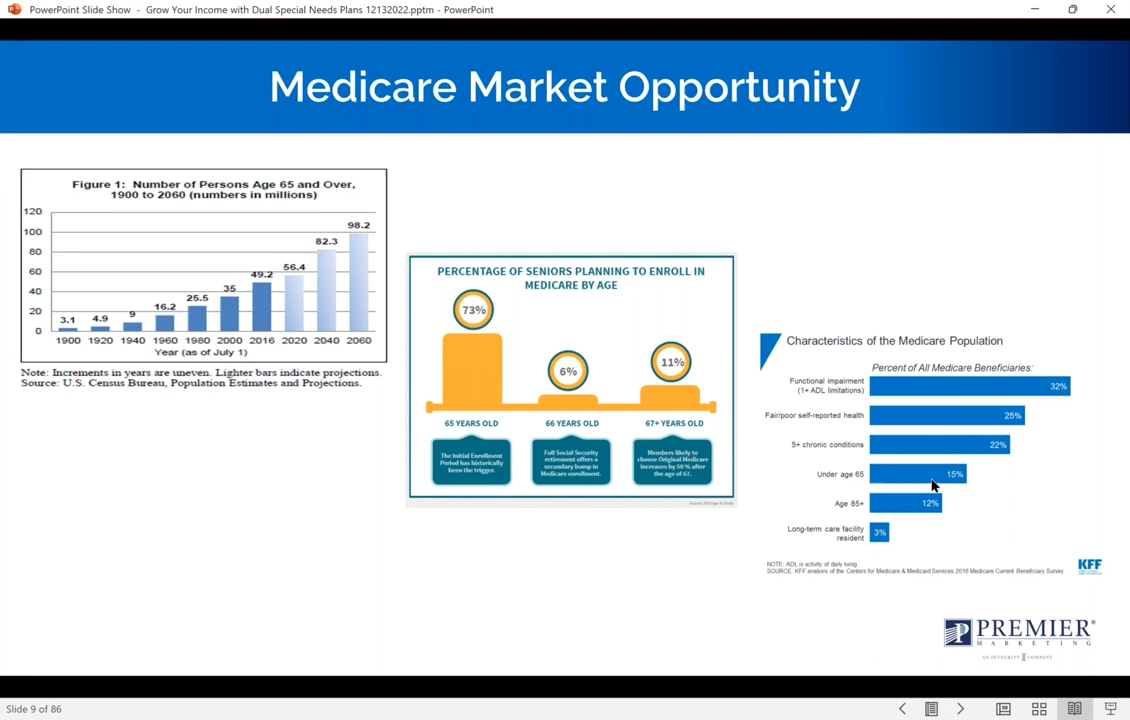 PowerPoint Slide Show - Grow Your Income with Dual Special Needs Plans 12132022.pptm - PowerPoint
Medicare Market Opportunity
Figure 1: Number of Persons Age 65 and Over,
1900 to 2060 (numbers in millions)
120
100
80
60
40
20
0
3.1
4.9
9
16.2
25.5
35
49.2
56.4
82.3
98.2
1900 1920 1940 1960 1980 2000 2016 2020 2040 2060
Year (as of July 1)
Note: Increments in years are uneven. Lighter bars indicate projections.
Source: U.S. Census Bureau, Population Estimates and Projections.
PERCENTAGE OF SENIORS PLANNING TO ENROLL IN
MEDICARE BY AGE
73%
6%
11%
65 YEARS OLD
66 YEARS OLD
67+ YEARS OLD
The Initial Enrollment
Period has historically
been the trigger.
Full Social Security
retirement offers a
secondary bump in
Medicare enrollment.
Members likely to
choose Original Medicare
increases by 50 % after
the age of 67.
Characteristics of the Medicare Population
Percent of All Medicare Beneficiaries:
Functional impairment
(1+ ADL limitations)
32%
Fair/poor self-reported health
25%
5+ chronic conditions
22%
Under age 65
15%
Age 85+
12%
Long-term care facility
resident
3%
NOTE: ADL is activity of daily living.
SOURCE: KFF analysis of the Centers for Medicare & Medicaid Services 2016 Medicare Current Beneficiary Survey.
KFF
P PREMIER®
MARKETING
AN INTEGRITY COMPANY
Slide 9 of 86